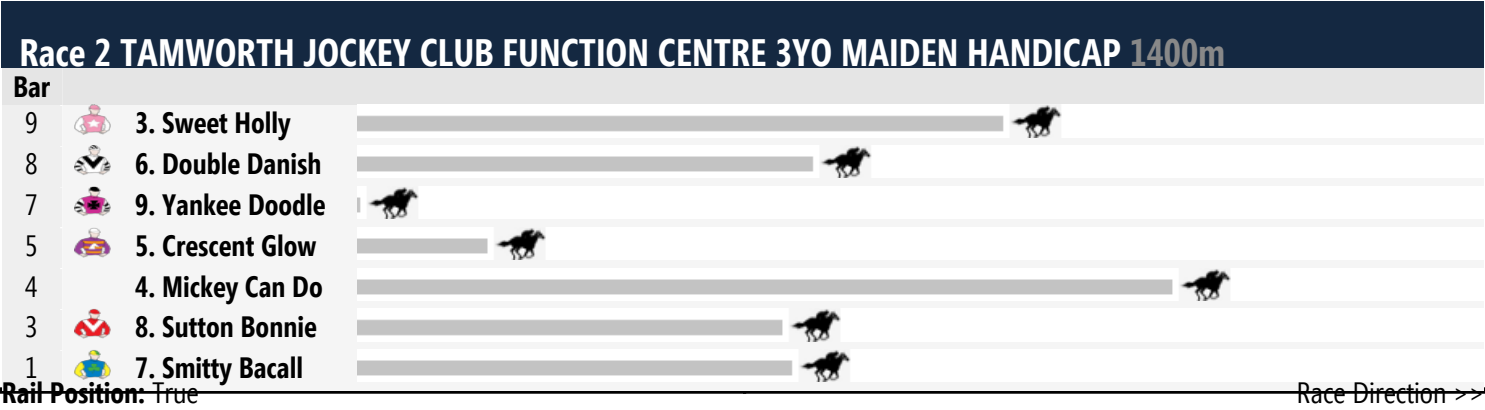 Race 2 TAMWORTH JOCKEY CLUB FUNCTION CENTRE 3YO MAIDEN HANDICAP 1400m
Bar
9 3. Sweet Holly
8 6. Double Danish
7 9. Yankee Doodle
5 5. Crescent Glow
4 4. Mickey Can Do
3 8. Sutton Bonnie
1 7. Smitty Bacall
Rail Position: True Race Direction >>